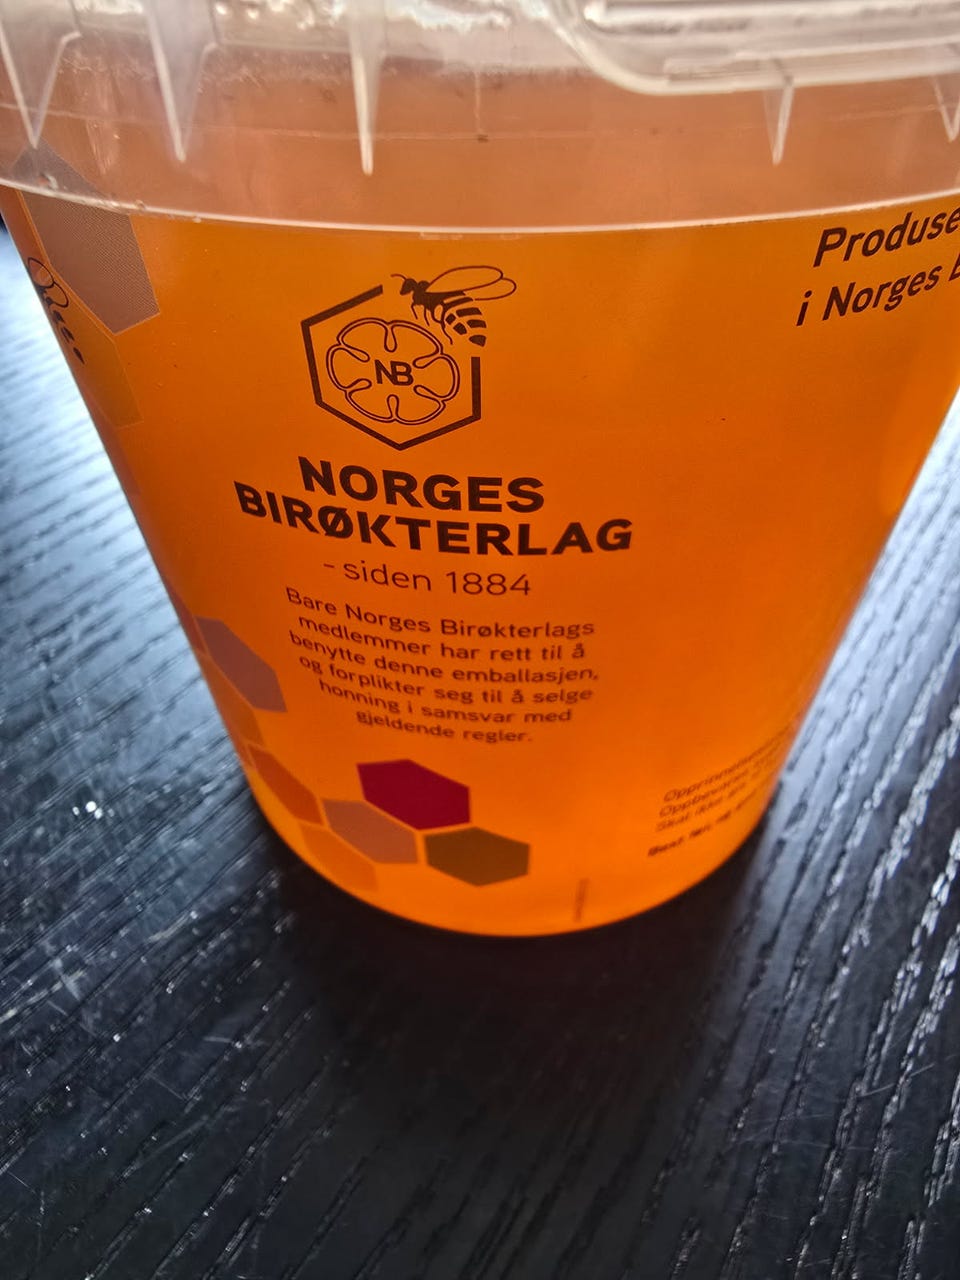 NB
NORGES
BIRØKTERLAG
- siden 1884
Bare Norges Birøkterlags
medlemmer har rett til å
benytte denne emballasjen,
og forplikter seg til å selge
honning i samsvar med
gjeldende regler.
Produse
i Norges B